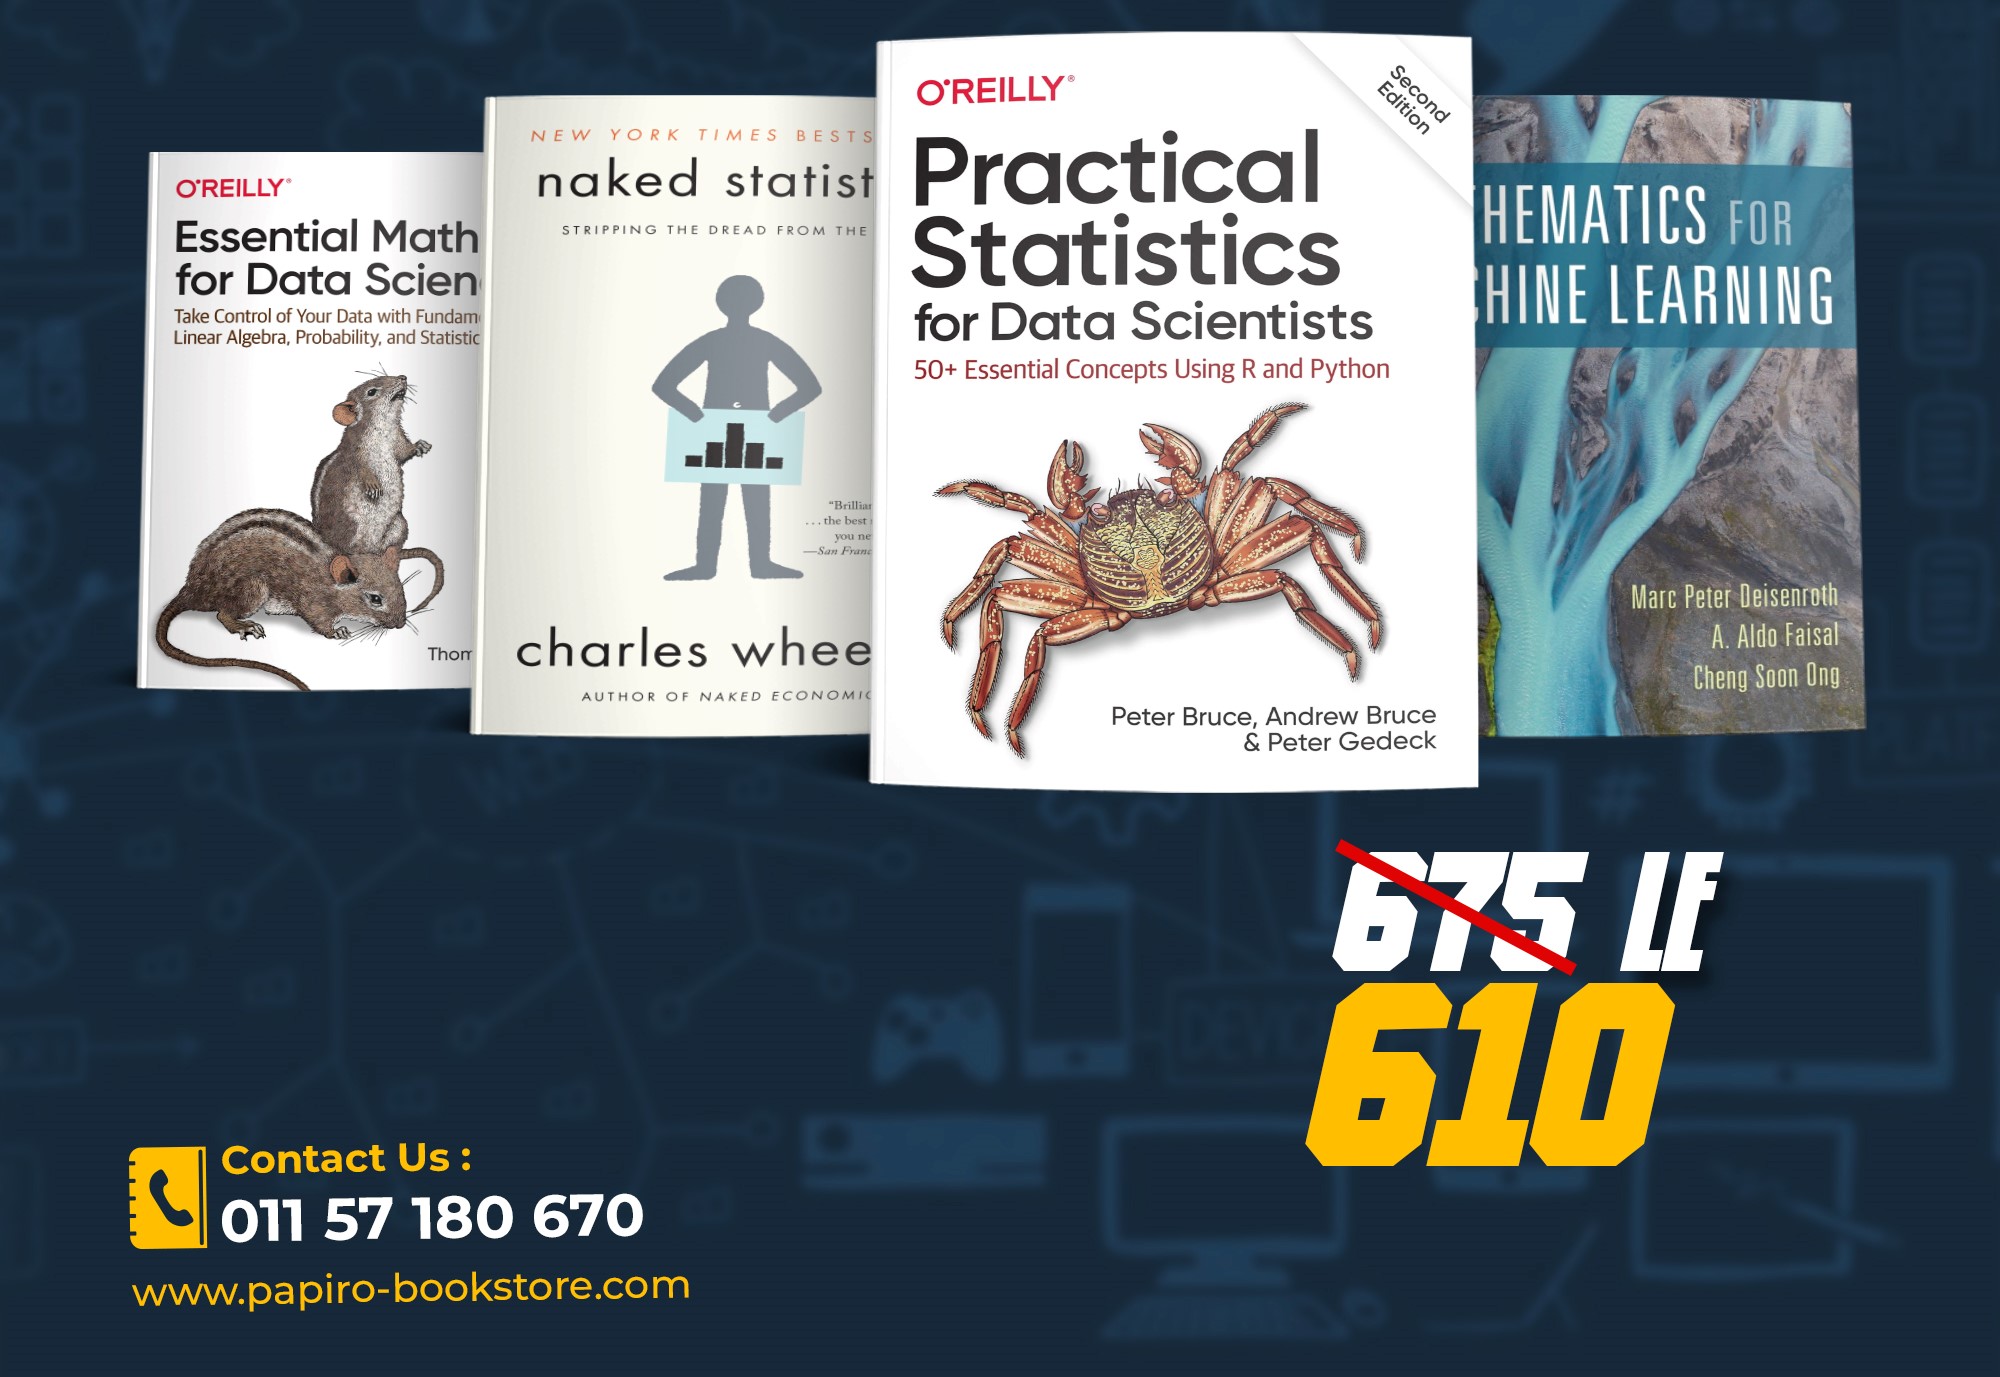 O'REILLY®
Essential Math
for Data Scien
Take Control of Your Data with Fundam
Linear Algebra, Probability, and Statistic
Thom
NEW YORK TIMES BESTS
naked statist
STRIPPING THE DREAD FROM THE
"Brillian
...the best
you ne
—San Franc
charles whee
AUTHOR OF NAKED ECONOMIC
O'REILLY®
Second
Edition
Practical
Statistics
for Data Scientists
50+ Essential Concepts Using R and Python
Peter Bruce, Andrew Bruce
& Peter Gedeck
HEMATICS FOR
CHINE LEARNING
Marc Peter Deisenroth
A. Aldo Faisal
Cheng Soon Ong
675 LE
610
Contact Us :
011 57 180 670
www.papiro-bookstore.com